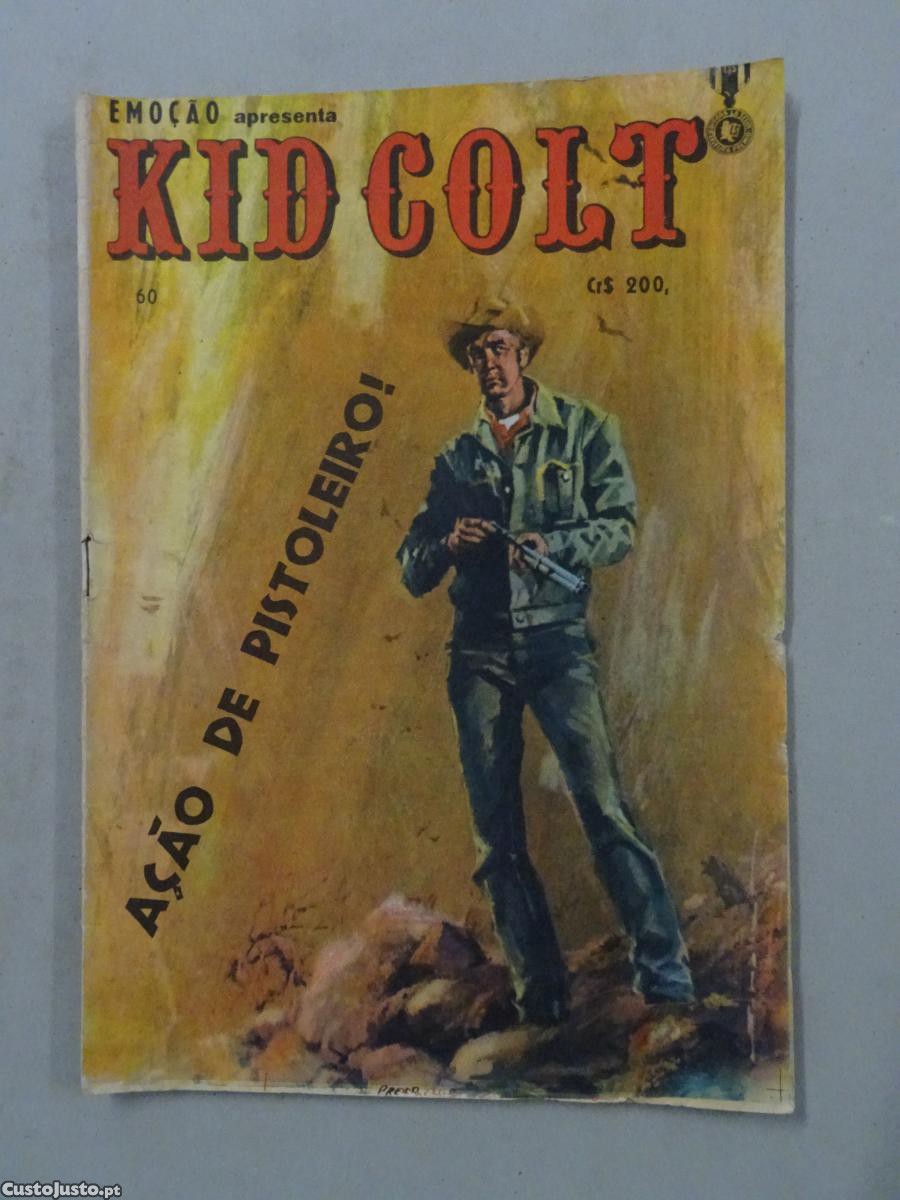 EMOÇÃO apresenta
KID COLT
60
Cr$ 200,
AÇÃO DE PISTOLEIRO!
CustoJusto.pt